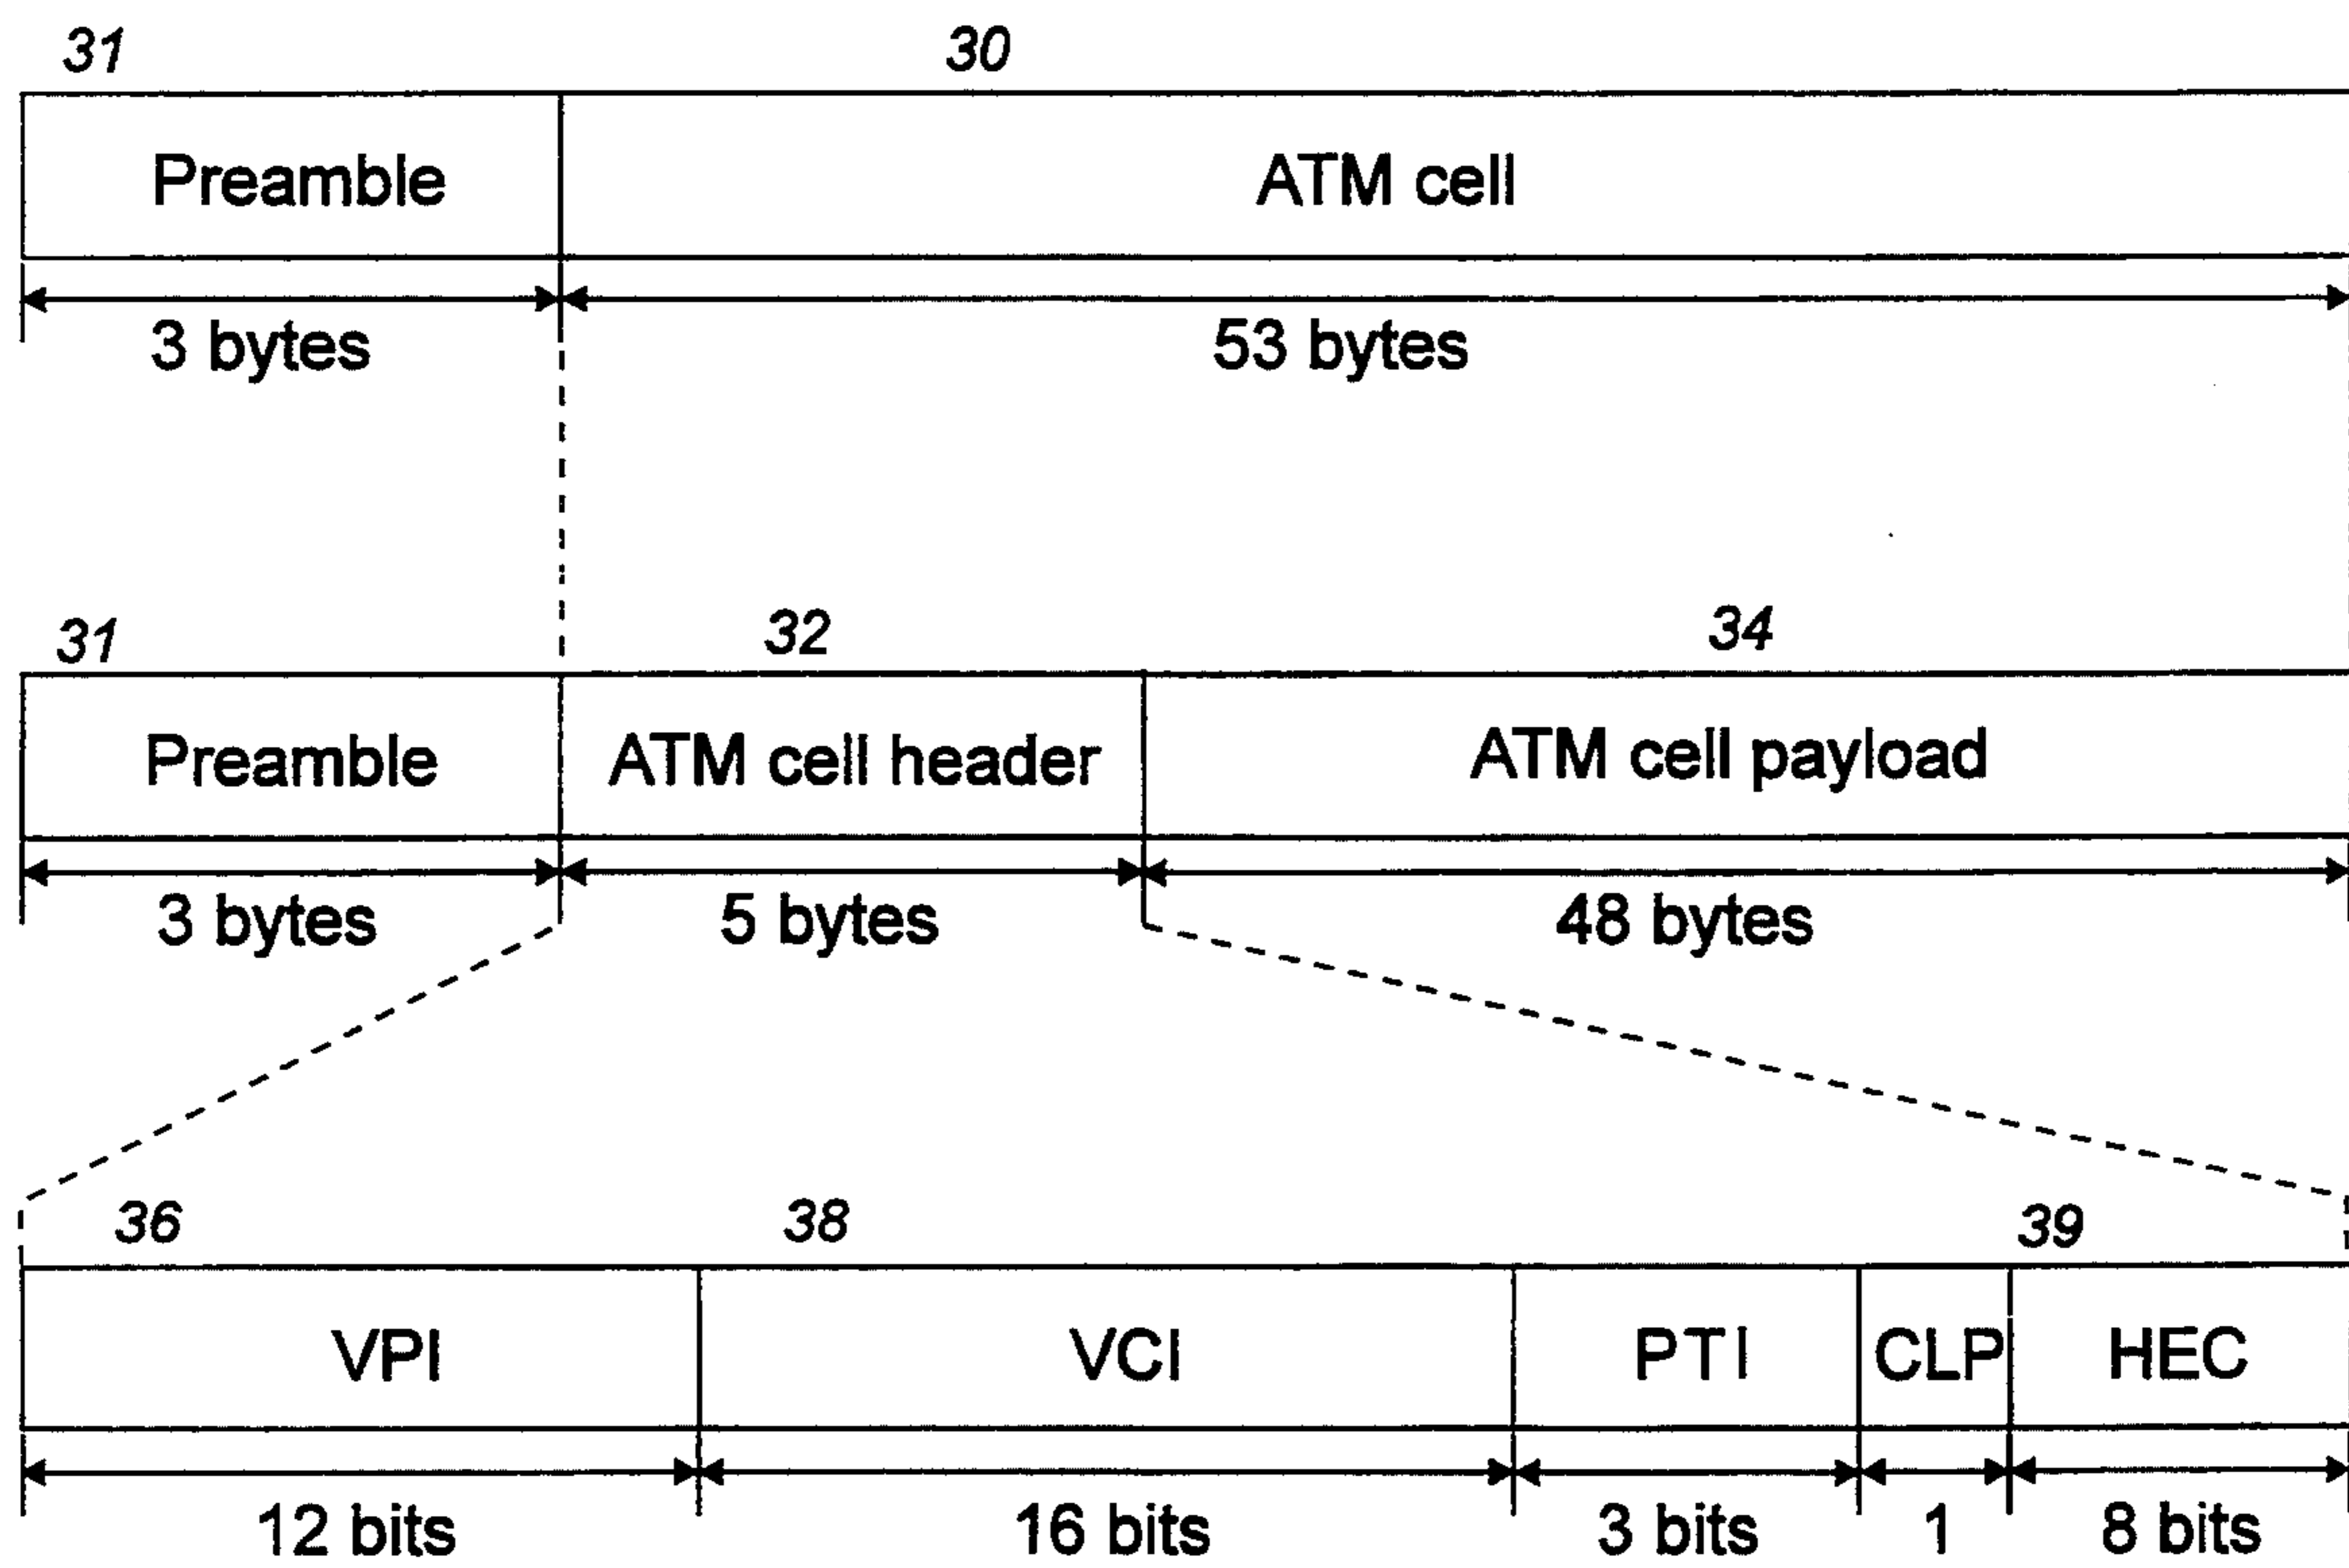 31 30
Preamble ATM cell
3 bytes 53 bytes
31 32 34
Preamble ATM cell header ATM cell payload
3 bytes 5 bytes 48 bytes
36 38 39
VPI VCI PTI CLP HEC
12 bits 16 bits 3 bits 1 8 bits